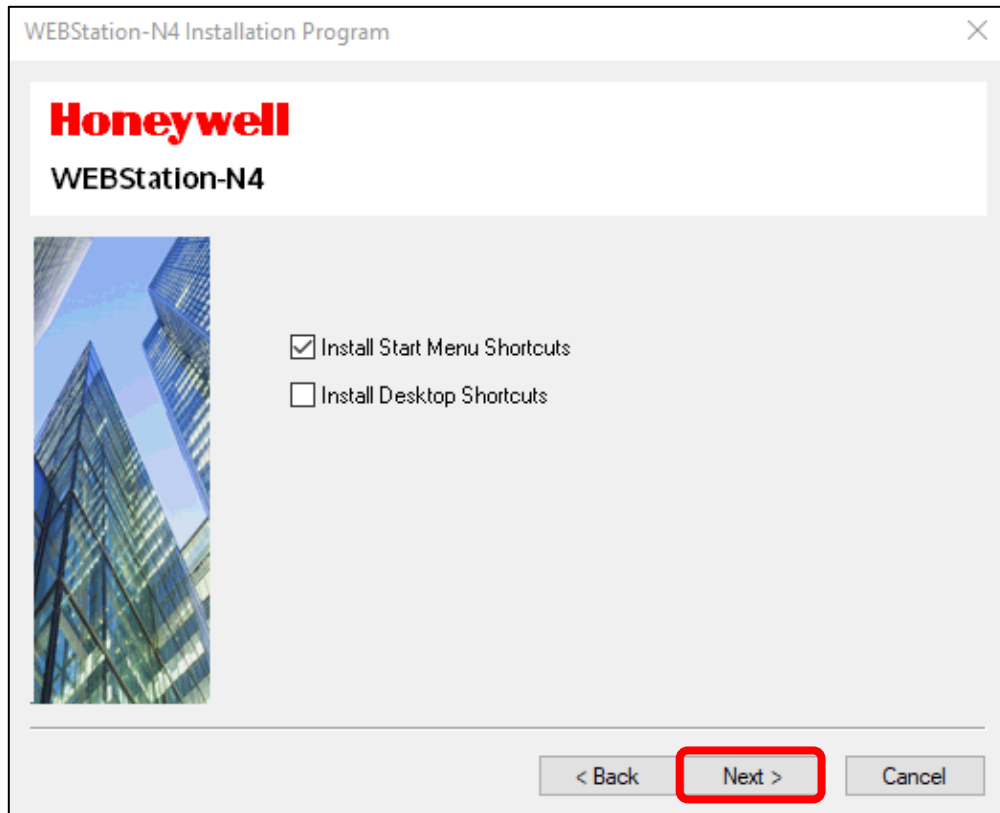 WEBStation-N4 Installation Program
Honeywell
WEBStation-N4
Install Start Menu Shortcuts
Install Desktop Shortcuts
< Back Next > Cancel